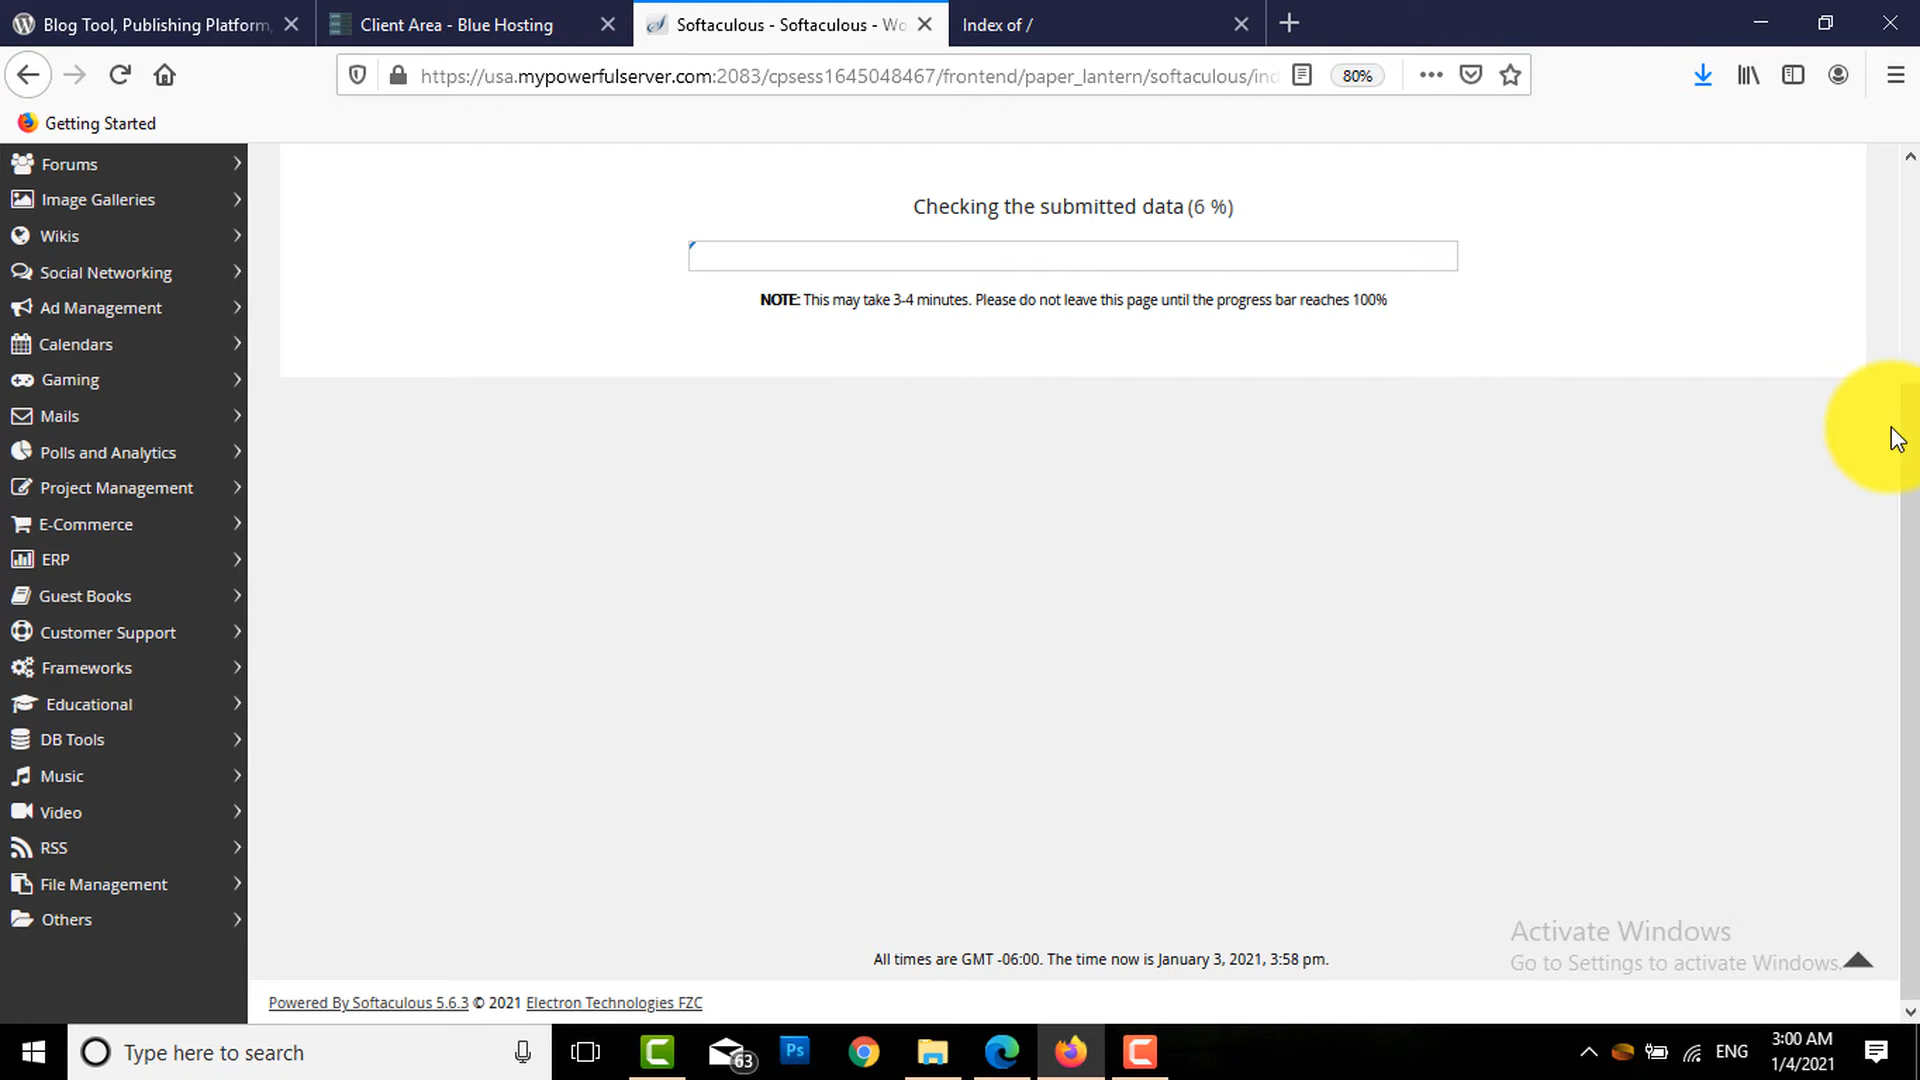 Blog Tool, Publishing Platform,
Client Area - Blue Hosting
Softaculous - Softaculous - Wo
Index of /
https://usa.mypowerfulserver.com:2083/cpsess1645048467/frontend/paper_lantern/softaculous/ind
80%
Getting Started
Forums
Image Galleries
Wikis
Social Networking
Ad Management
Calendars
Gaming
Mails
Polls and Analytics
Project Management
E-Commerce
ERP
Guest Books
Customer Support
Frameworks
Educational
DB Tools
Music
Video
RSS
File Management
Others
Checking the submitted data (6 %)
NOTE: This may take 3-4 minutes. Please do not leave this page until the progress bar reaches 100%
Activate Windows
Go to Settings to activate Windows.
All times are GMT -06:00. The time now is January 3, 2021, 3:58 pm.
Powered By Softaculous 5.6.3 © 2021 Electron Technologies FZC
Type here to search
63
Ps
ENG
3:00 AM
1/4/2021